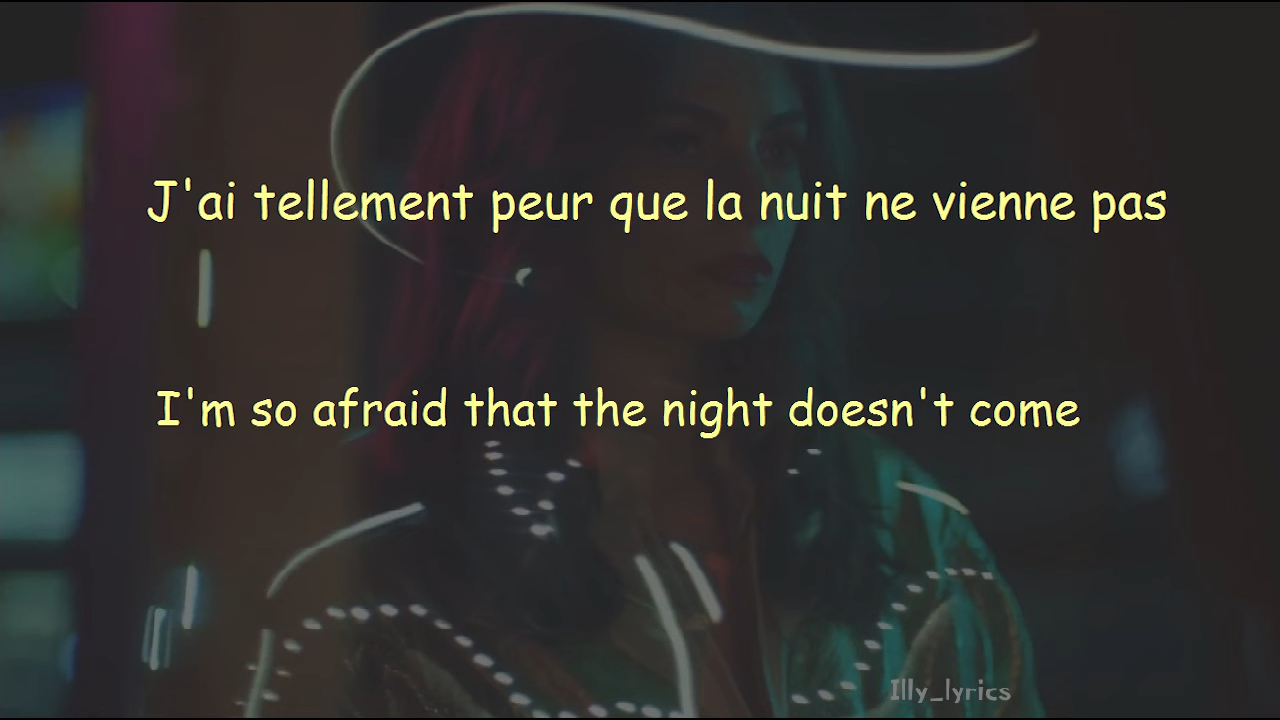 J'ai tellement peur que la nuit ne vienne pas
I'm so afraid that the night doesn't come
Illy_lyrics